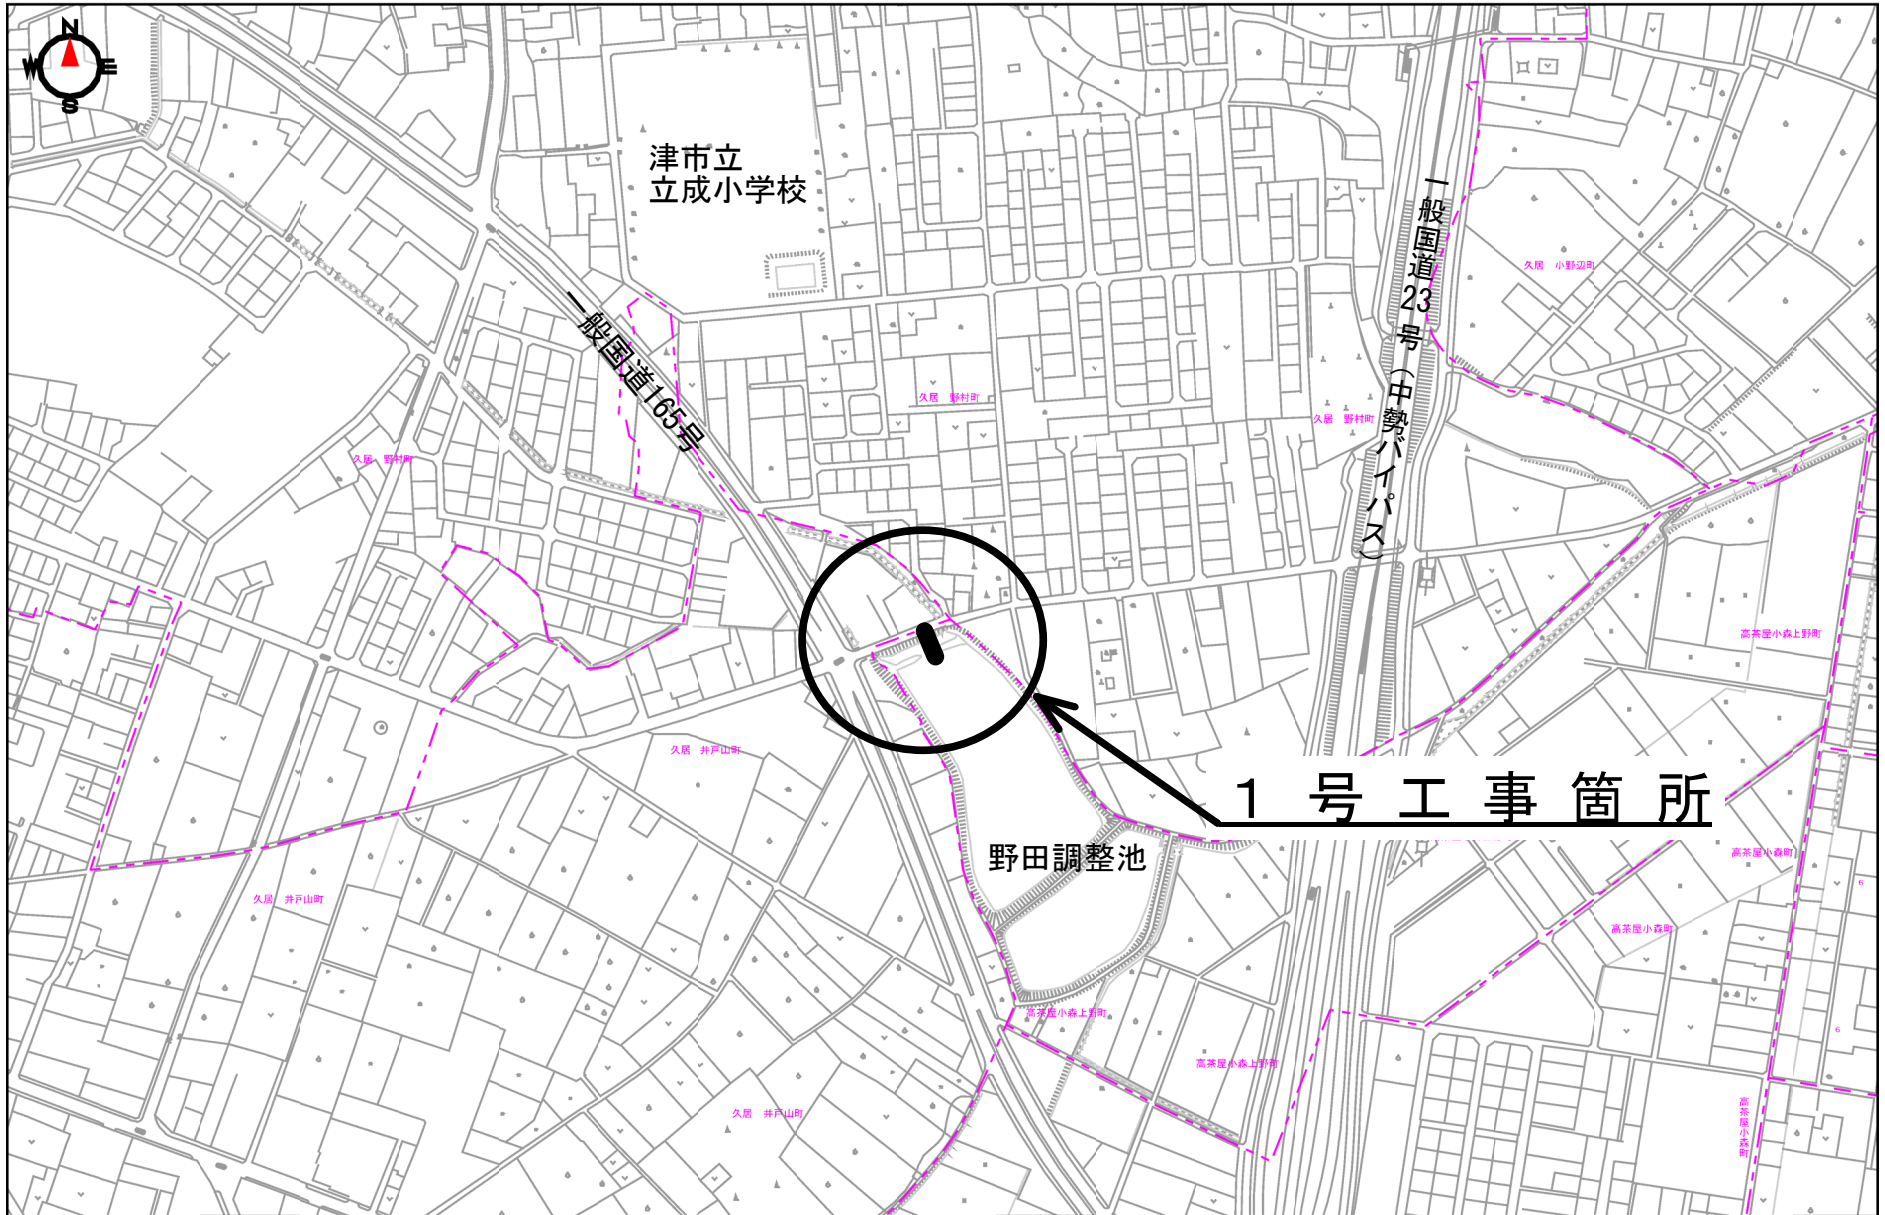 N
W
E
S
津市立
立成小学校
一般国道23号(中勢バイパス)
久居 小野辺町
一般国道165号
久居 野村町
久居 野村町
久居 野村町
高茶屋小森上野町
久居 井戸山町
1号工事箇所
野田調整池
高茶屋小森町
6
久居 井戸山町
高茶屋小森町
高茶屋小森上野町
6
高茶屋小森上野町
久居 井戸山町
高茶屋小森町